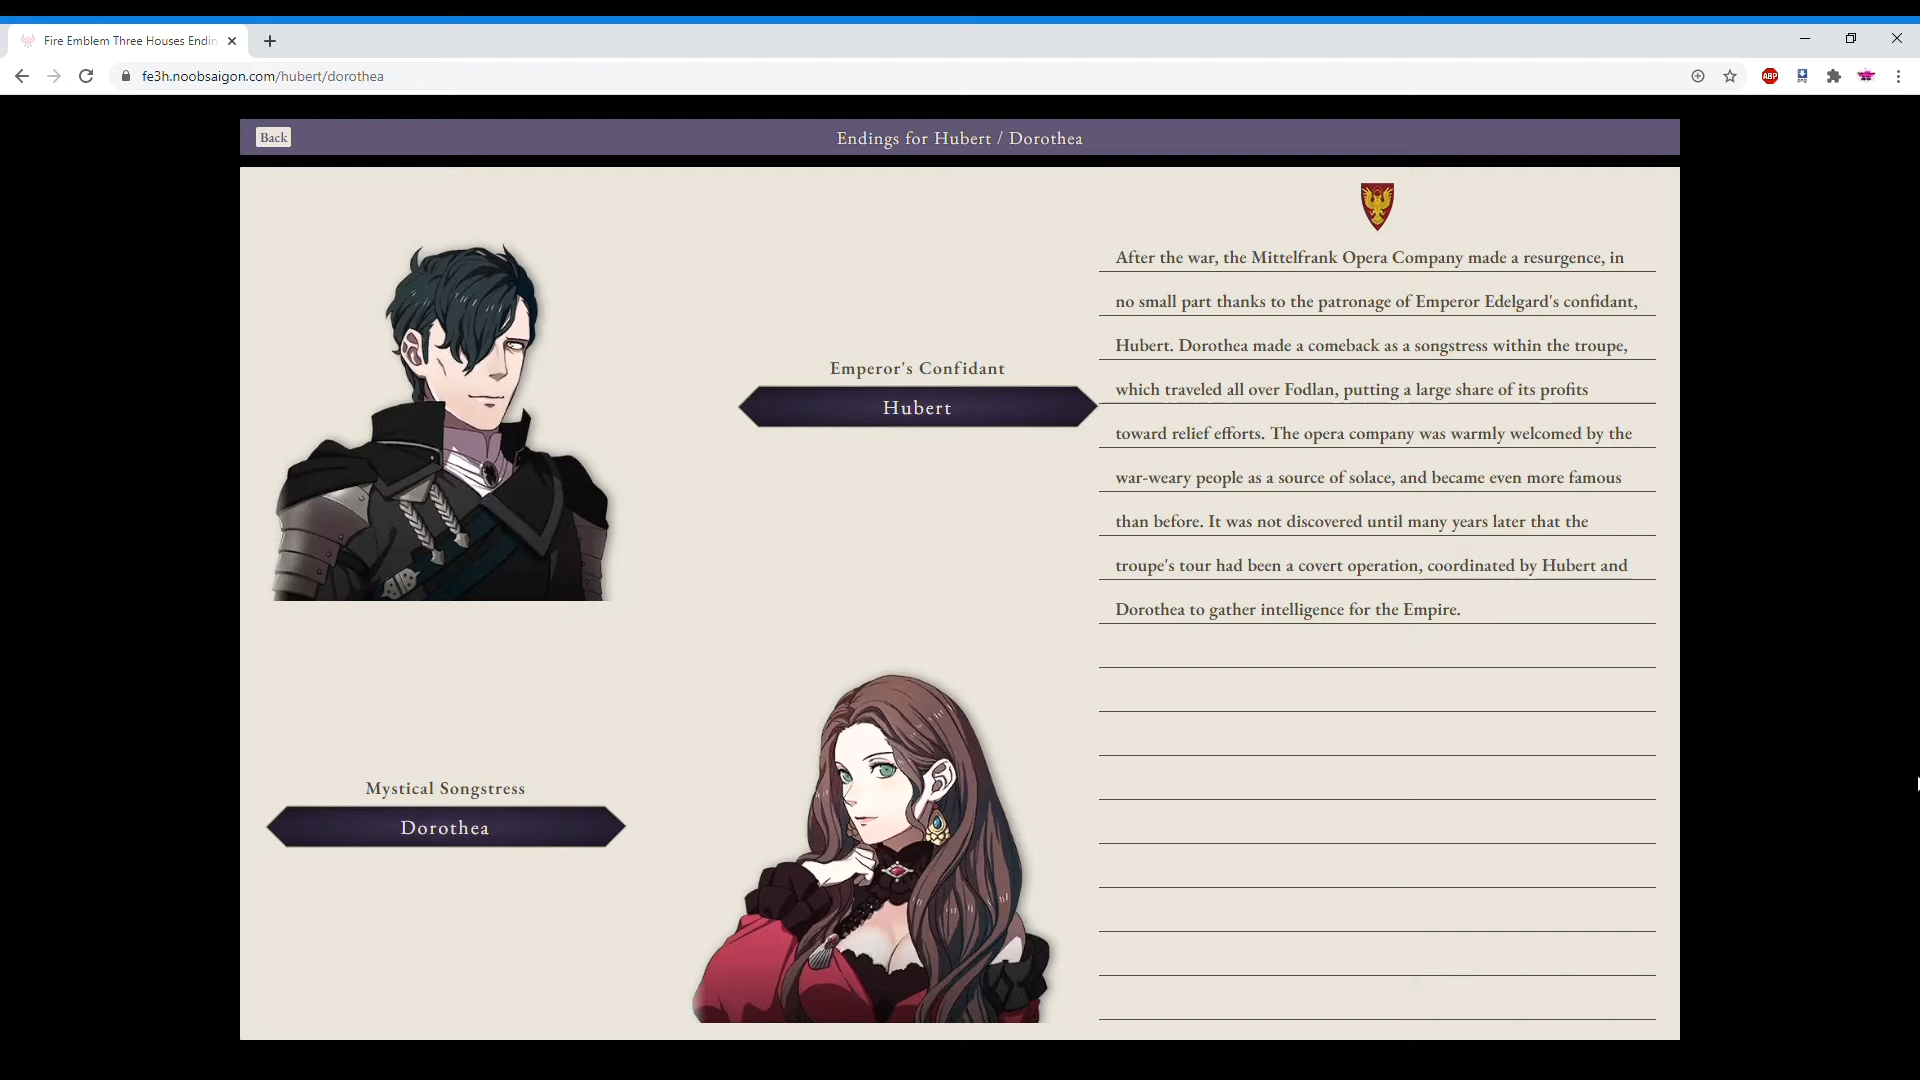 Fire Emblem Three Houses Endin
fe3h.noobsaigon.com/hubert/dorothea
ABP
png
Back
Endings for Hubert / Dorothea
Emperor's Confidant
Hubert
Mystical Songstress
Dorothea
After the war, the Mittelfrank Opera Company made a resurgence, in
no small part thanks to the patronage of Emperor Edelgard's confidant,
Hubert. Dorothea made a comeback as a songstress within the troupe,
which traveled all over Fodlan, putting a large share of its profits
toward relief efforts. The opera company was warmly welcomed by the
war-weary people as a source of solace, and became even more famous
than before. It was not discovered until many years later that the
troupe's tour had been a covert operation, coordinated by Hubert and
Dorothea to gather intelligence for the Empire.